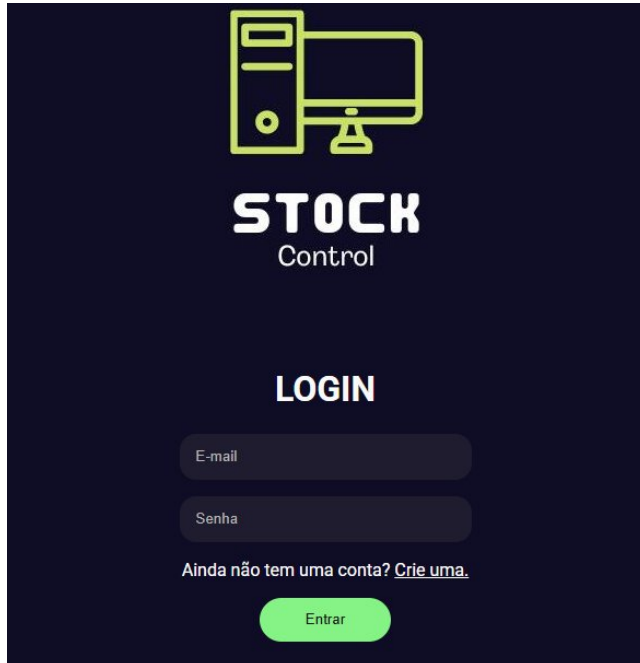 STOCK
Control
LOGIN
E-mail
Senha
Ainda não tem uma conta? Crie uma.
Entrar